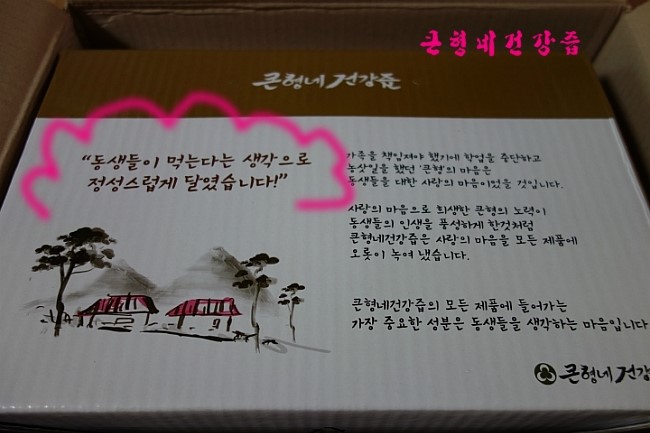 큰형네건강즙
큰형네 건강즙
“동생들이 먹는다는 생각으로
정성스럽게 달였습니다!”
가족을 책임져야 했기에 학업을 중단하고
농삿일을 했던 '큰형'의 마음은
동생들을 대한 사랑의 마음이었을 것입니다.
사랑의 마음으로 희생한 큰형의 노력이
동생들의 인생을 풍성하게 한것처럼
큰형네건강즙은 사랑의 마음을 모든 제품에
오롯이 녹여 냈습니다.
큰형네건강즙의 모든 제품에 들어가는
가장 중요한 성분은 동생들을 생각하는 마음입니다
큰형네 건강